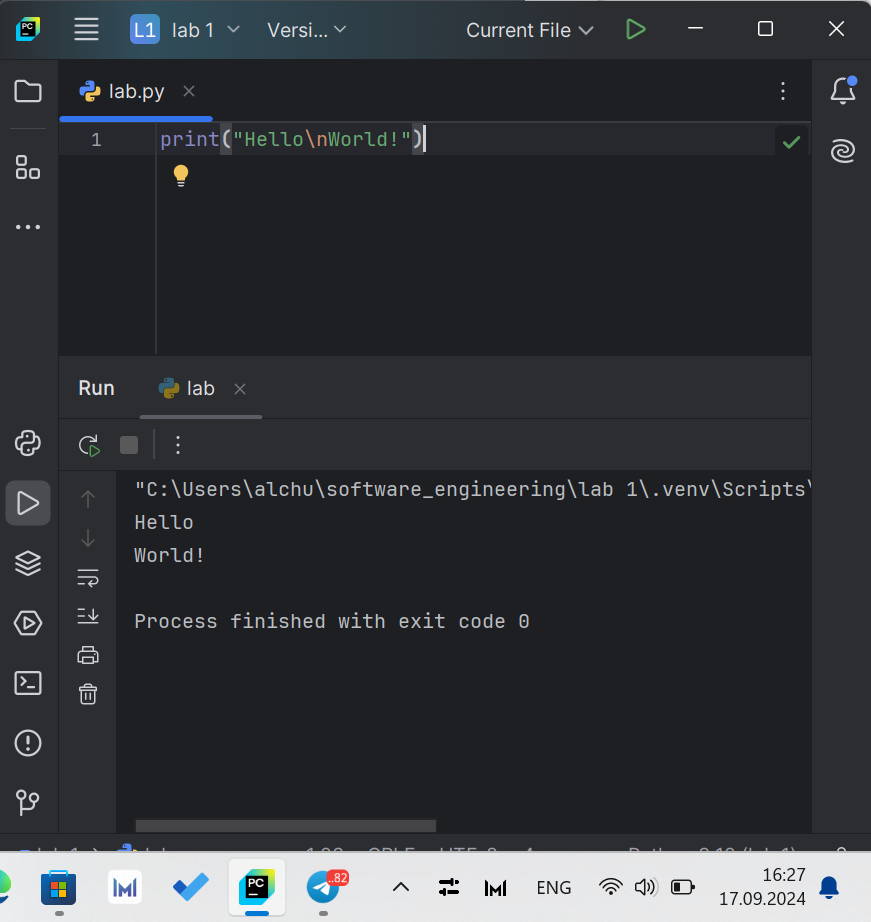 PC L1 lab 1 Versi... Current File
lab.py
1 print("Hello\nWorld!")
Run lab
"C:\Users\alchu\software_engineering\lab 1\.venv\Scripts\
Hello
World!
Process finished with exit code 0
PC ..82 ENG 16:27
17.09.2024